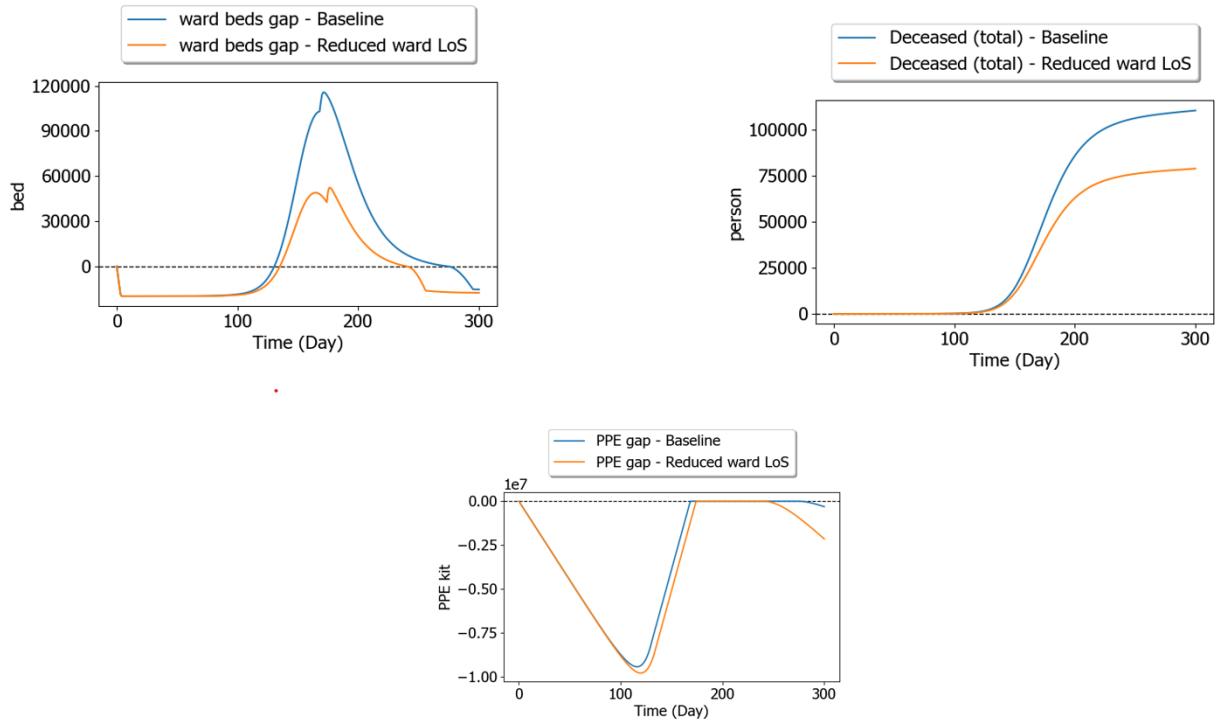 ward beds gap - Baseline
ward beds gap - Reduced ward LoS
120000
90000
60000
30000
0
bed
0 100 200 300
Time (Day)
Deceased (total) - Baseline
Deceased (total) - Reduced ward LoS
100000
75000
50000
25000
0
person
0 100 200 300
Time (Day)
PPE gap - Baseline
PPE gap - Reduced ward LoS
1e7
0.00
−0.25
−0.50
−0.75
−1.00
PPE kit
0 100 200 300
Time (Day)